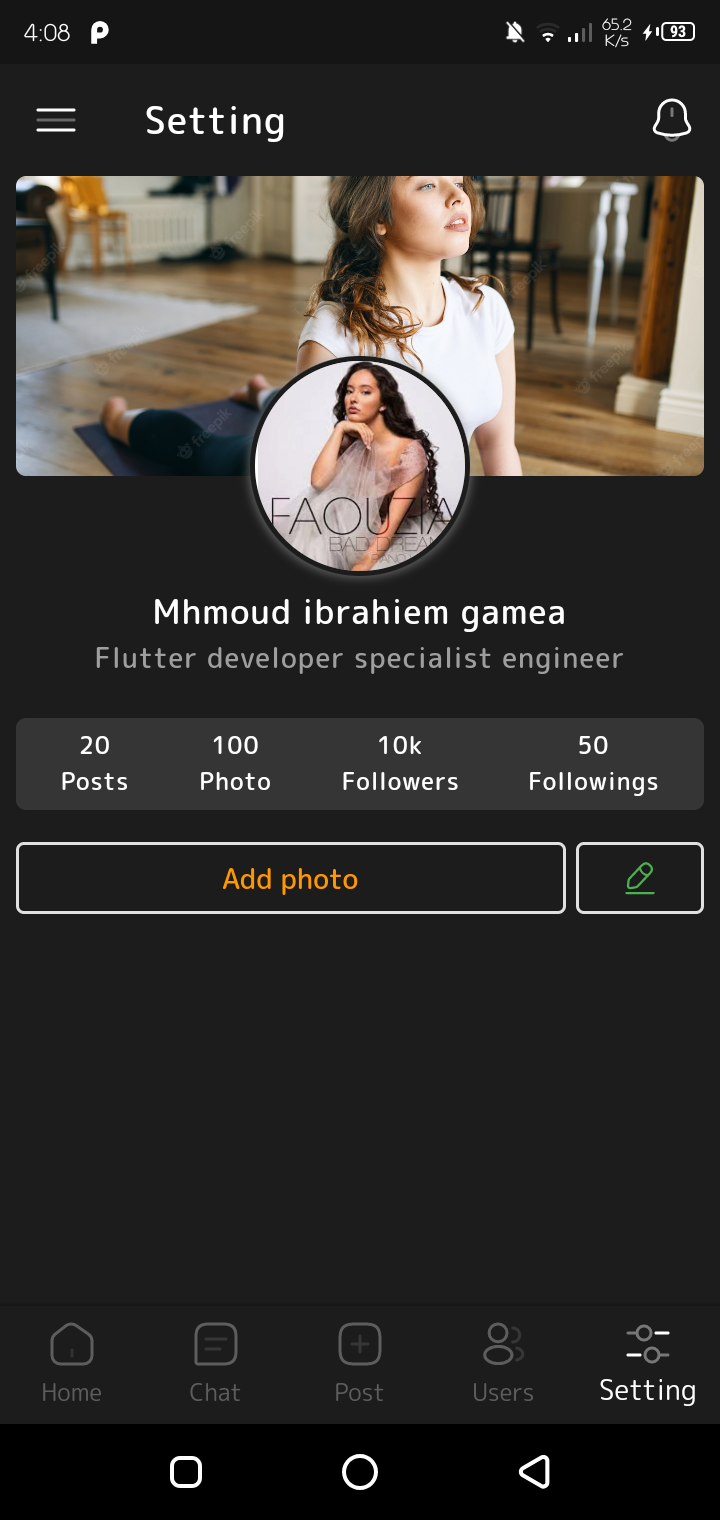 4:08
65.2
K/s
93
Setting
freepik
FAOUZIA
BAD DREAM
Mhmoud ibrahiem gamea
Flutter developer specialist engineer
20 100 10k 50
Posts Photo Followers Followings
Add photo
Home Chat Post Users Setting